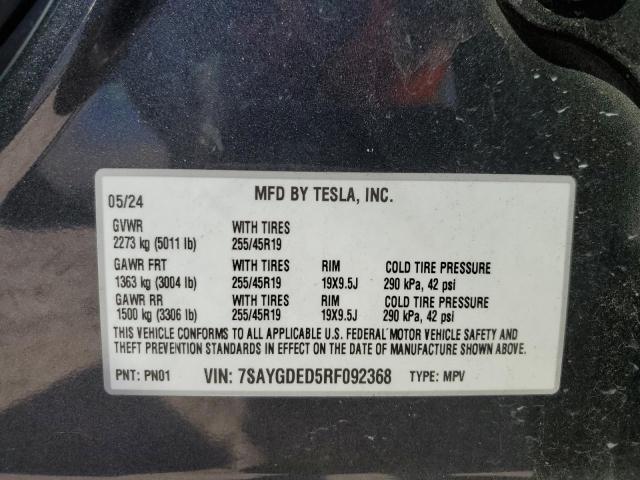 MFD BY TESLA, INC.
05/24
GVWR WITH TIRES
2273 kg (5011 lb) 255/45R19
GAWR FRT WITH TIRES RIM COLD TIRE PRESSURE
1363 kg (3004 lb) 255/45R19 19X9.5J 290 kPa, 42 psi
GAWR RR WITH TIRES RIM COLD TIRE PRESSURE
1500 kg (3306 lb) 255/45R19 19X9.5J 290 kPa, 42 psi
THIS VEHICLE CONFORMS TO ALL APPLICABLE U.S. FEDERAL MOTOR VEHICLE SAFETY AND
THEFT PREVENTION STANDARDS IN EFFECT ON THE DATE OF MANUFACTURE SHOWN ABOVE.
PNT: PN01 VIN: 7SAYGDED5RF092368 TYPE: MPV